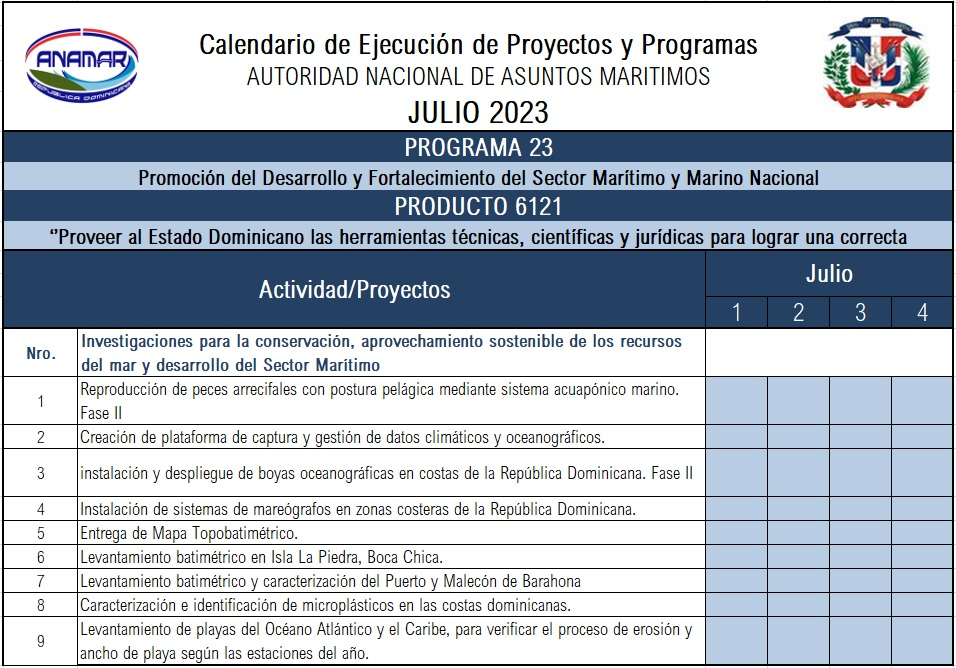 ANAMAR
REPUBLICA DOMINICANA
Calendario de Ejecución de Proyectos y Programas
AUTORIDAD NACIONAL DE ASUNTOS MARITIMOS
JULIO 2023
PROGRAMA 23
Promoción del Desarrollo y Fortalecimiento del Sector Marítimo y Marino Nacional
PRODUCTO 6121
‘’Proveer al Estado Dominicano las herramientas técnicas, científicas y jurídicas para lograr una correcta
Actividad/Proyectos
Julio
1 2 3 4
Nro.
Investigaciones para la conservación, aprovechamiento sostenible de los recursos
del mar y desarrollo del Sector Marítimo
1 Reproducción de peces arrecifales con postura pelágica mediante sistema acuapónico marino.
Fase II
2 Creación de plataforma de captura y gestión de datos climáticos y oceanográficos.
3 instalación y despliegue de boyas oceanográficas en costas de la República Dominicana. Fase II
4 Instalación de sistemas de mareógrafos en zonas costeras de la República Dominicana.
5 Entrega de Mapa Topobatimétrico.
6 Levantamiento batimétrico en Isla La Piedra, Boca Chica.
7 Levantamiento batimétrico y caracterización del Puerto y Malecón de Barahona
8 Caracterización e identificación de microplásticos en las costas dominicanas.
9 Levantamiento de playas del Océano Atlántico y el Caribe, para verificar el proceso de erosión y
ancho de playa según las estaciones del año.